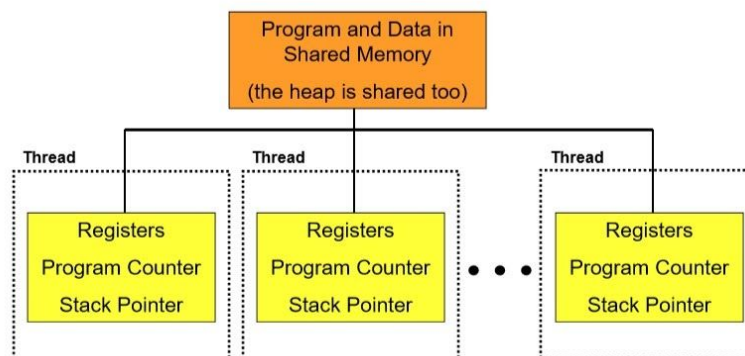 Program and Data in
Shared Memory
(the heap is shared too)
Thread
Thread
Thread
Registers
Program Counter
Stack Pointer
Registers
Program Counter
Stack Pointer
Registers
Program Counter
Stack Pointer